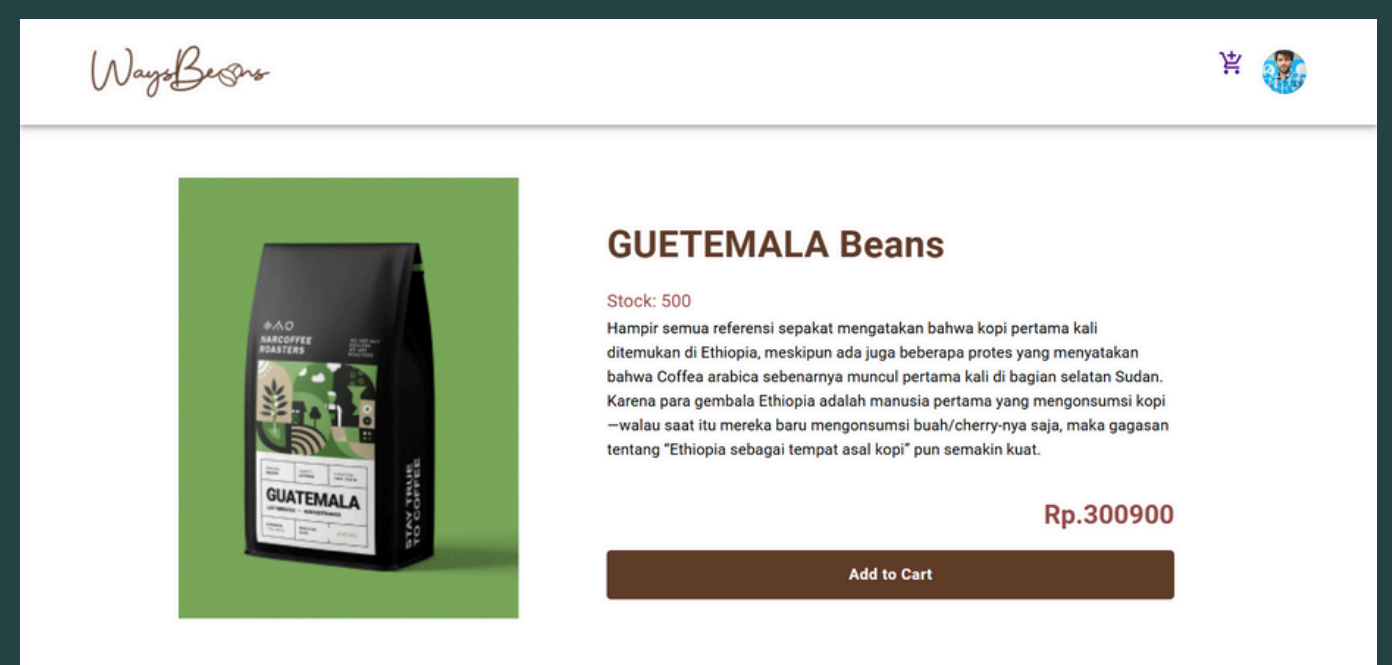 WaysBeans
GUETEMALA Beans
Stock: 500
Hampir semua referensi sepakat mengatakan bahwa kopi pertama kali
ditemukan di Ethiopia, meskipun ada juga beberapa protes yang menyatakan
bahwa Coffea arabica sebenarnya muncul pertama kali di bagian selatan Sudan.
Karena para gembala Ethiopia adalah manusia pertama yang mengonsumsi kopi
—walau saat itu mereka baru mengonsumsi buah/cherry-nya saja, maka gagasan
tentang “Ethiopia sebagai tempat asal kopi” pun semakin kuat.
Rp.300900
Add to Cart
NARCOFFEE
ROASTERS
GUATEMALA
STAY TRUE
TO COFFEE